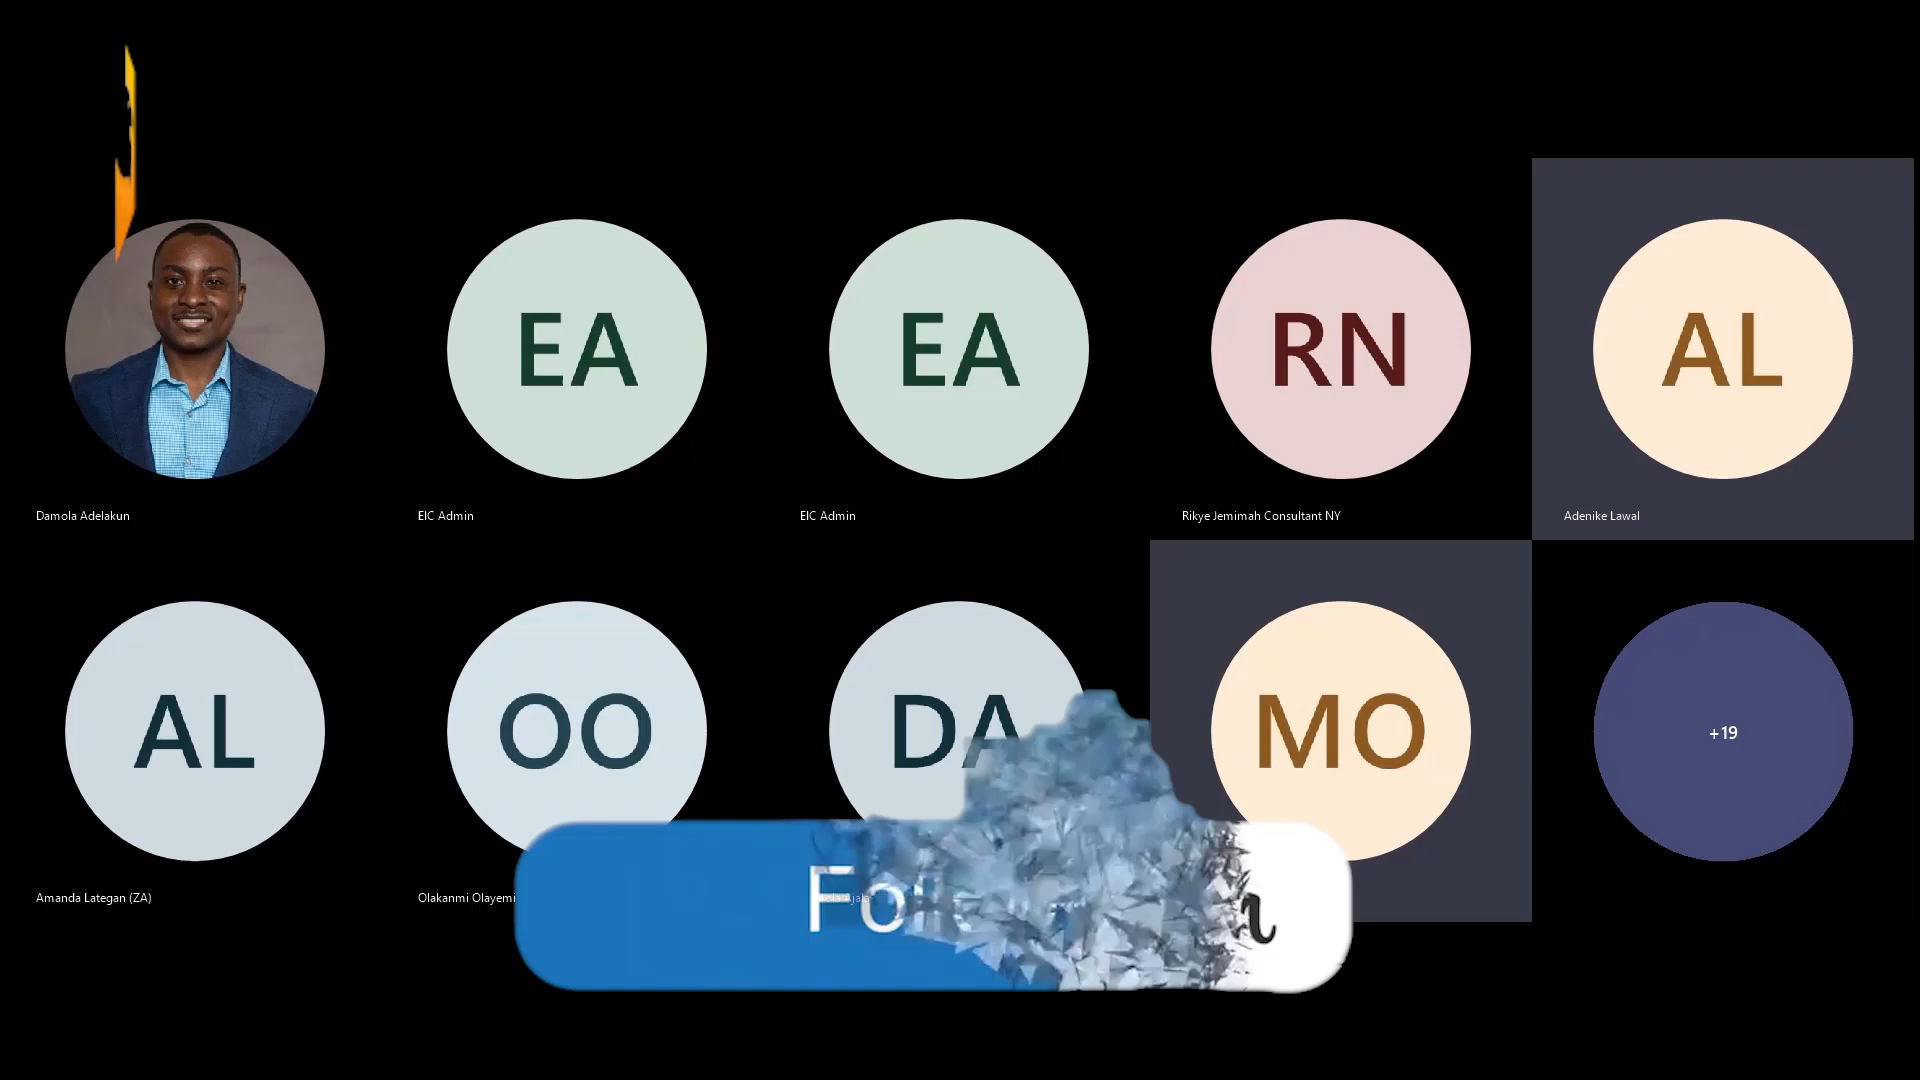 EA
EA
RN
AL
Damola Adelakun
EIC Admin
EIC Admin
Rikye Jemimah Consultant NY
Adenike Lawal
AL
OO
DA
MO
+19
Amanda Lategan (ZA)
Olakanmi Olayemi